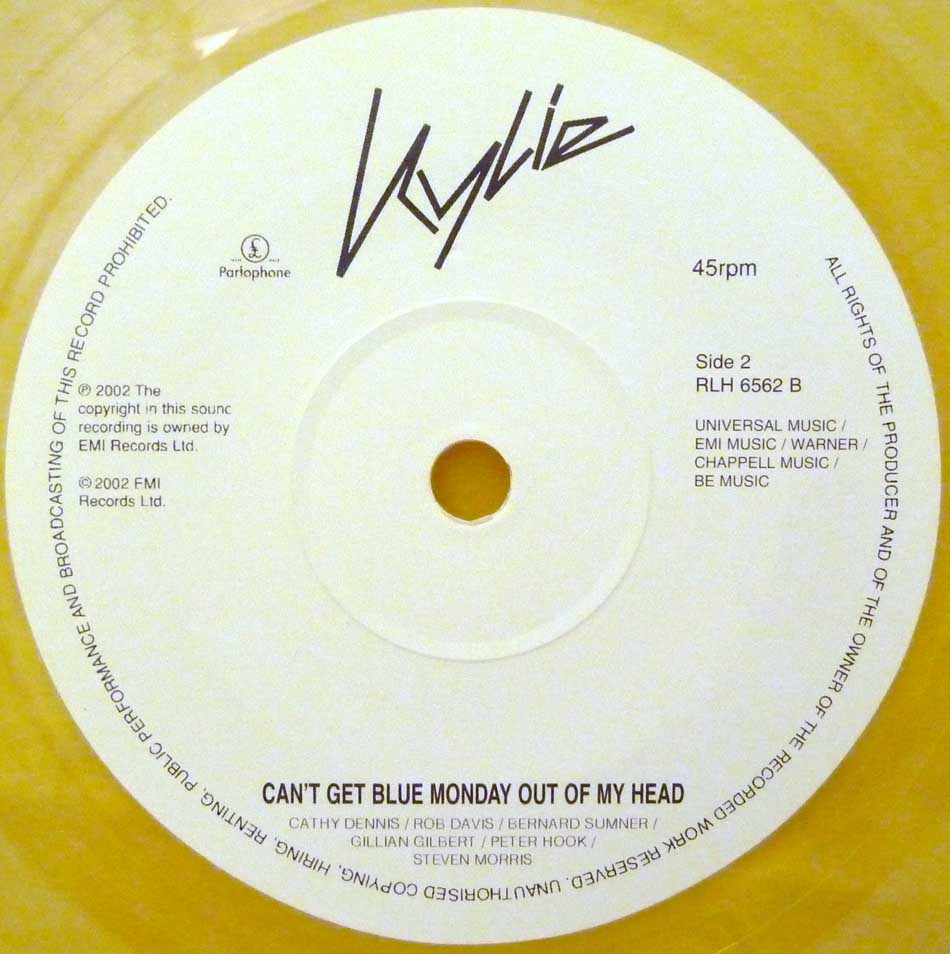 Kylie
£
Parlophone
45rpm
Side 2
RLH 6562 B
UNIVERSAL MUSIC /
EMI MUSIC / WARNER /
CHAPPELL MUSIC /
BE MUSIC
℗ 2002 The
copyright in this sound
recording is owned by
EMI Records Ltd.
© 2002 EMI
Records Ltd.
CAN'T GET BLUE MONDAY OUT OF MY HEAD
CATHY DENNIS / ROB DAVIS / BERNARD SUMNER /
GILLIAN GILBERT / PETER HOOK /
STEVEN MORRIS
ALL RIGHTS OF THE PRODUCER AND OF THE OWNER OF THE RECORDED WORK RESERVED. UNAUTHORISED COPYING, HIRING, RENTING, PUBLIC PERFORMANCE AND BROADCASTING OF THIS RECORD PROHIBITED.